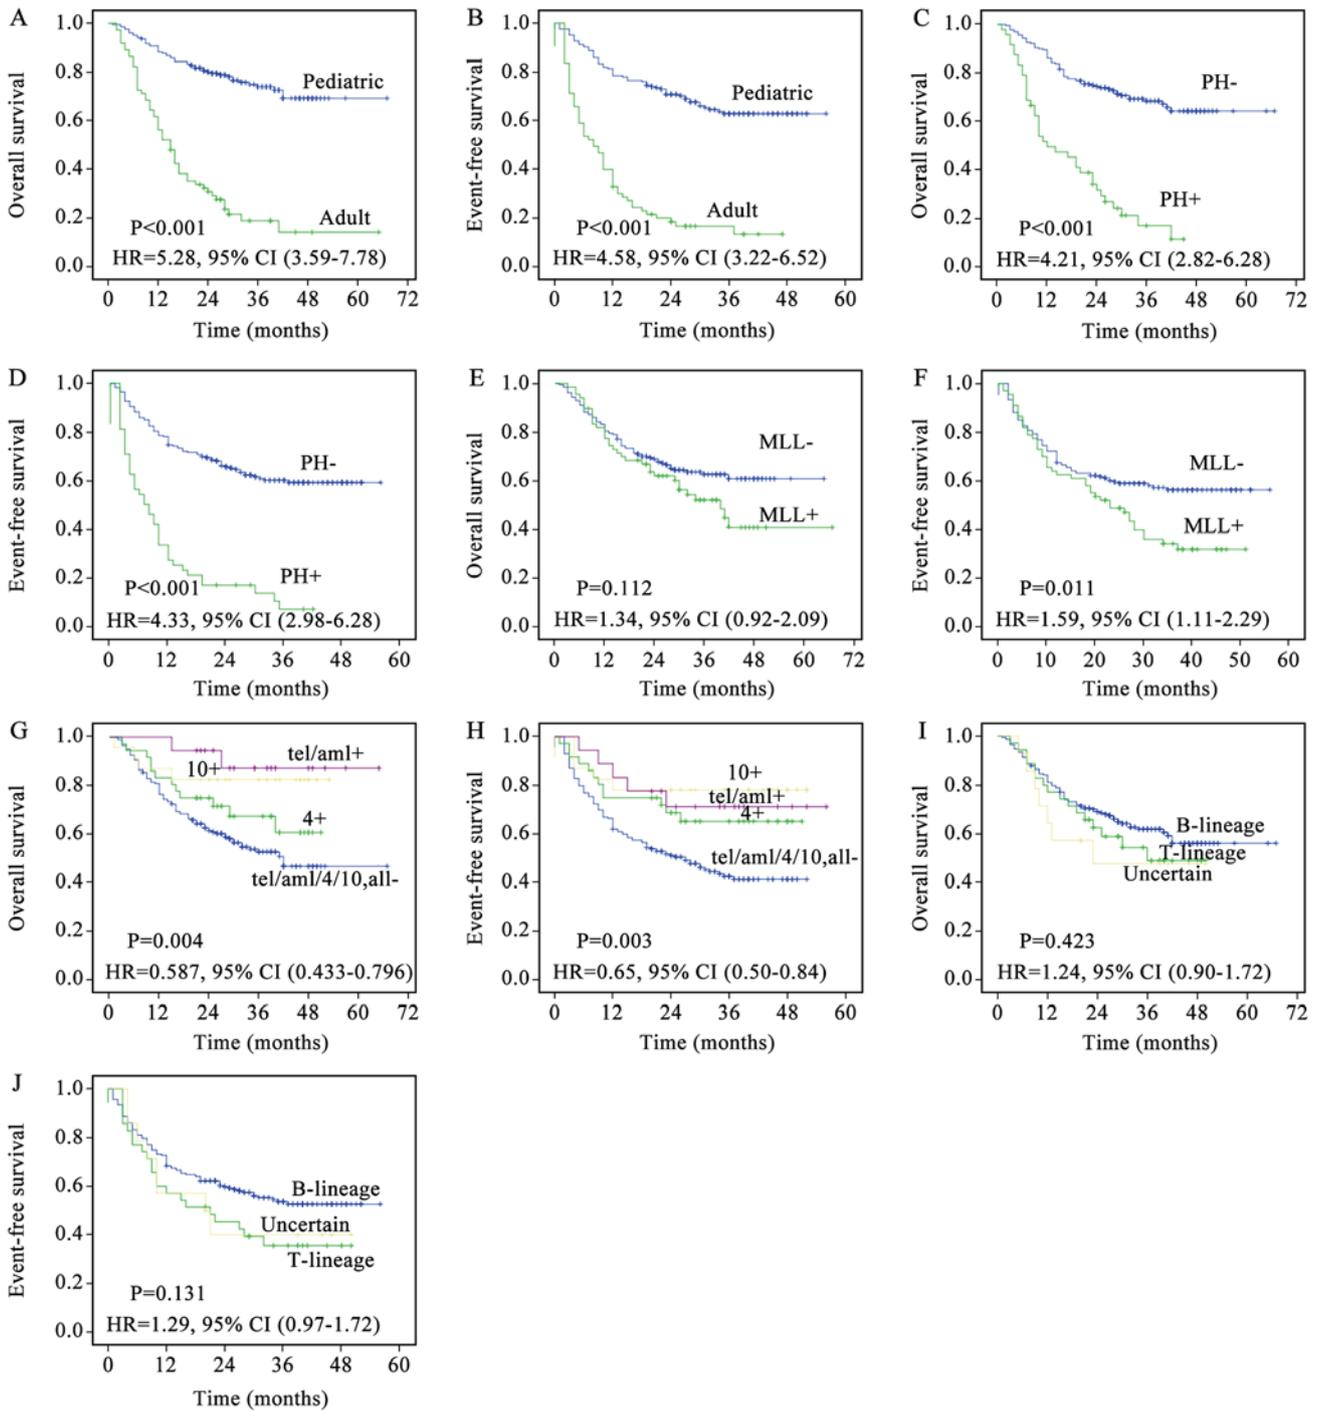 A
Overall survival
1.0
0.8
0.6
0.4
0.2
0.0
Pediatric
Adult
P<0.001
HR=5.28, 95% CI (3.59-7.78)
0 12 24 36 48 60 72
Time (months)
B
Event-free survival
1.0
0.8
0.6
0.4
0.2
0.0
Pediatric
Adult
P<0.001
HR=4.58, 95% CI (3.22-6.52)
0 12 24 36 48 60
Time (months)
C
Overall survival
1.0
0.8
0.6
0.4
0.2
0.0
PH-
PH+
P<0.001
HR=4.21, 95% CI (2.82-6.28)
0 12 24 36 48 60 72
Time (months)
D
Event-free survival
1.0
0.8
0.6
0.4
0.2
0.0
PH-
PH+
P<0.001
HR=4.33, 95% CI (2.98-6.28)
0 12 24 36 48 60
Time (months)
E
Overall survival
1.0
0.8
0.6
0.4
0.2
0.0
MLL-
MLL+
P=0.112
HR=1.34, 95% CI (0.92-2.09)
0 12 24 36 48 60 72
Time (months)
F
Event-free survival
1.0
0.8
0.6
0.4
0.2
0.0
MLL-
MLL+
P=0.011
HR=1.59, 95% CI (1.11-2.29)
0 10 20 30 40 50 60
Time (months)
G
Overall survival
1.0
0.8
0.6
0.4
0.2
0.0
tel/aml+
10+
4+
tel/aml/4/10,all-
P=0.004
HR=0.587, 95% CI (0.433-0.796)
0 12 24 36 48 60 72
Time (months)
H
Event-free survival
1.0
0.8
0.6
0.4
0.2
0.0
10+
tel/aml+
4+
tel/aml/4/10,all-
P=0.003
HR=0.65, 95% CI (0.50-0.84)
0 12 24 36 48 60
Time (months)
I
Overall survival
1.0
0.8
0.6
0.4
0.2
0.0
B-lineage
T-lineage
Uncertain
P=0.423
HR=1.24, 95% CI (0.90-1.72)
0 12 24 36 48 60 72
Time (months)
J
Event-free survival
1.0
0.8
0.6
0.4
0.2
0.0
B-lineage
Uncertain
T-lineage
P=0.131
HR=1.29, 95% CI (0.97-1.72)
0 12 24 36 48 60
Time (months)